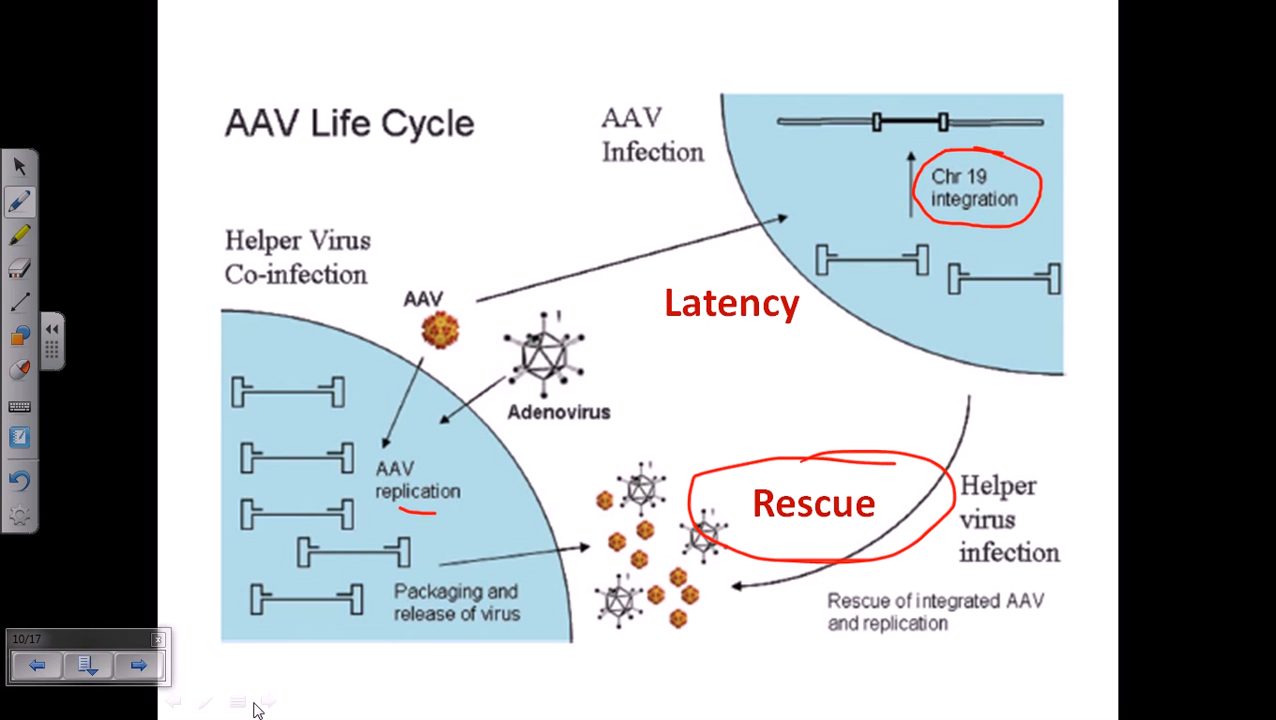 AAV Life Cycle
AAV
Infection
Chr 19
integration
Helper Virus
Co-infection
AAV
Latency
Adenovirus
AAV
replication
Rescue
Helper
virus
infection
Packaging and
release of virus
Rescue of integrated AAV
and replication
10/17